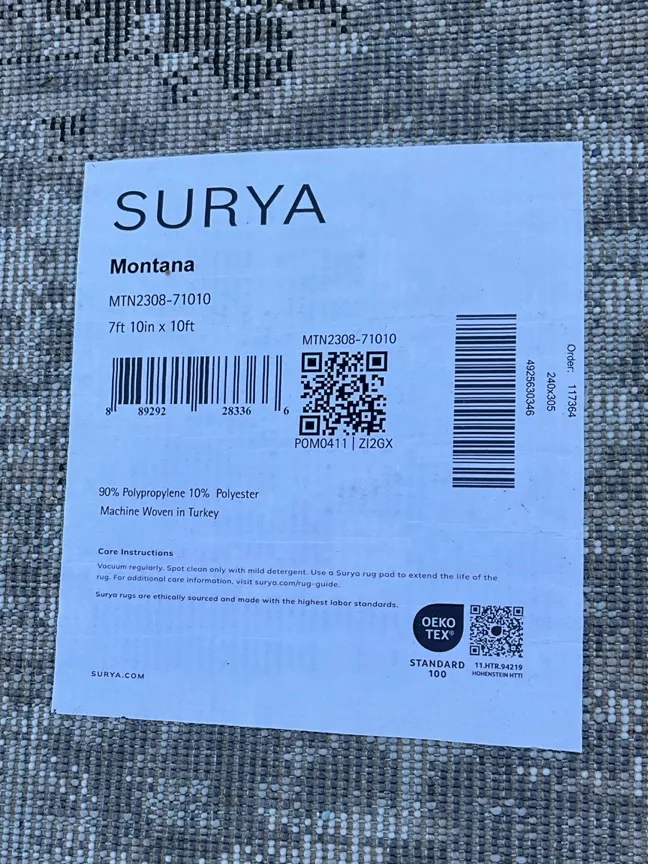 SURYA
Montana
MTN2308-71010
7ft 10in x 10ft
8 89292 28336 6
MTN2308-71010
POM0411 | ZI2GX
4925630346
240x305
Order: 117364
90% Polypropylene 10% Polyester
Machine Woven in Turkey
Care Instructions
Vacuum regularly. Spot clean only with mild detergent. Use a Surya rug pad to extend the life of the
rug. For additional care information, visit surya.com/rug-guide.
Surya rugs are ethically sourced and made with the highest labor standards.
OEKO
TEX®
STANDARD
100
11.HTR.94219
HOHENSTEIN HTTI
SURYA.COM